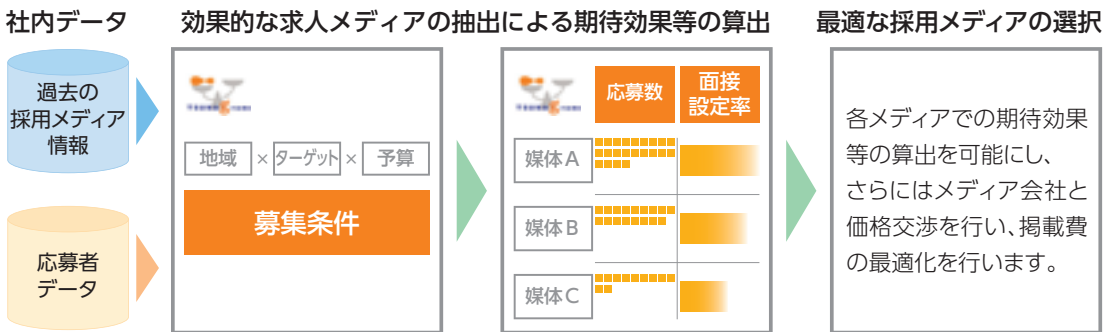 社内データ
効果的な求人メディアの抽出による期待効果等の算出
最適な採用メディアの選択
過去の
採用メディア
情報
応募者
データ
地域×ターゲット×予算
募集条件
応募数
面接
設定率
媒体A
媒体B
媒体C
各メディアでの期待効果
等の算出を可能にし、
さらにはメディア会社と
価格交渉を行い、掲載費
の最適化を行います。